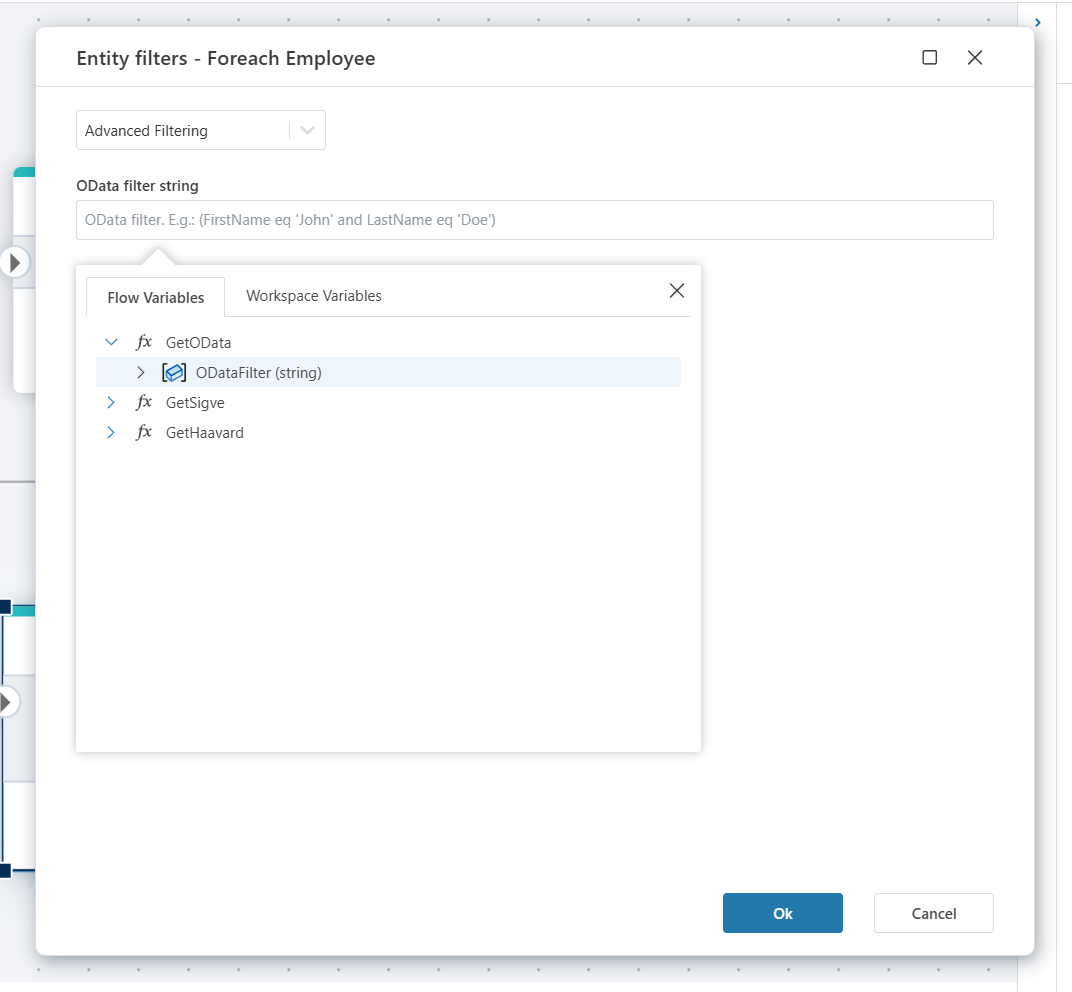 Entity filters - Foreach Employee
Advanced Filtering
OData filter string
OData filter. E.g.: (FirstName eq 'John' and LastName eq 'Doe')
Flow Variables
Workspace Variables
fx GetOData
ODataFilter (string)
fx GetSigve
fx GetHaavard
Ok
Cancel